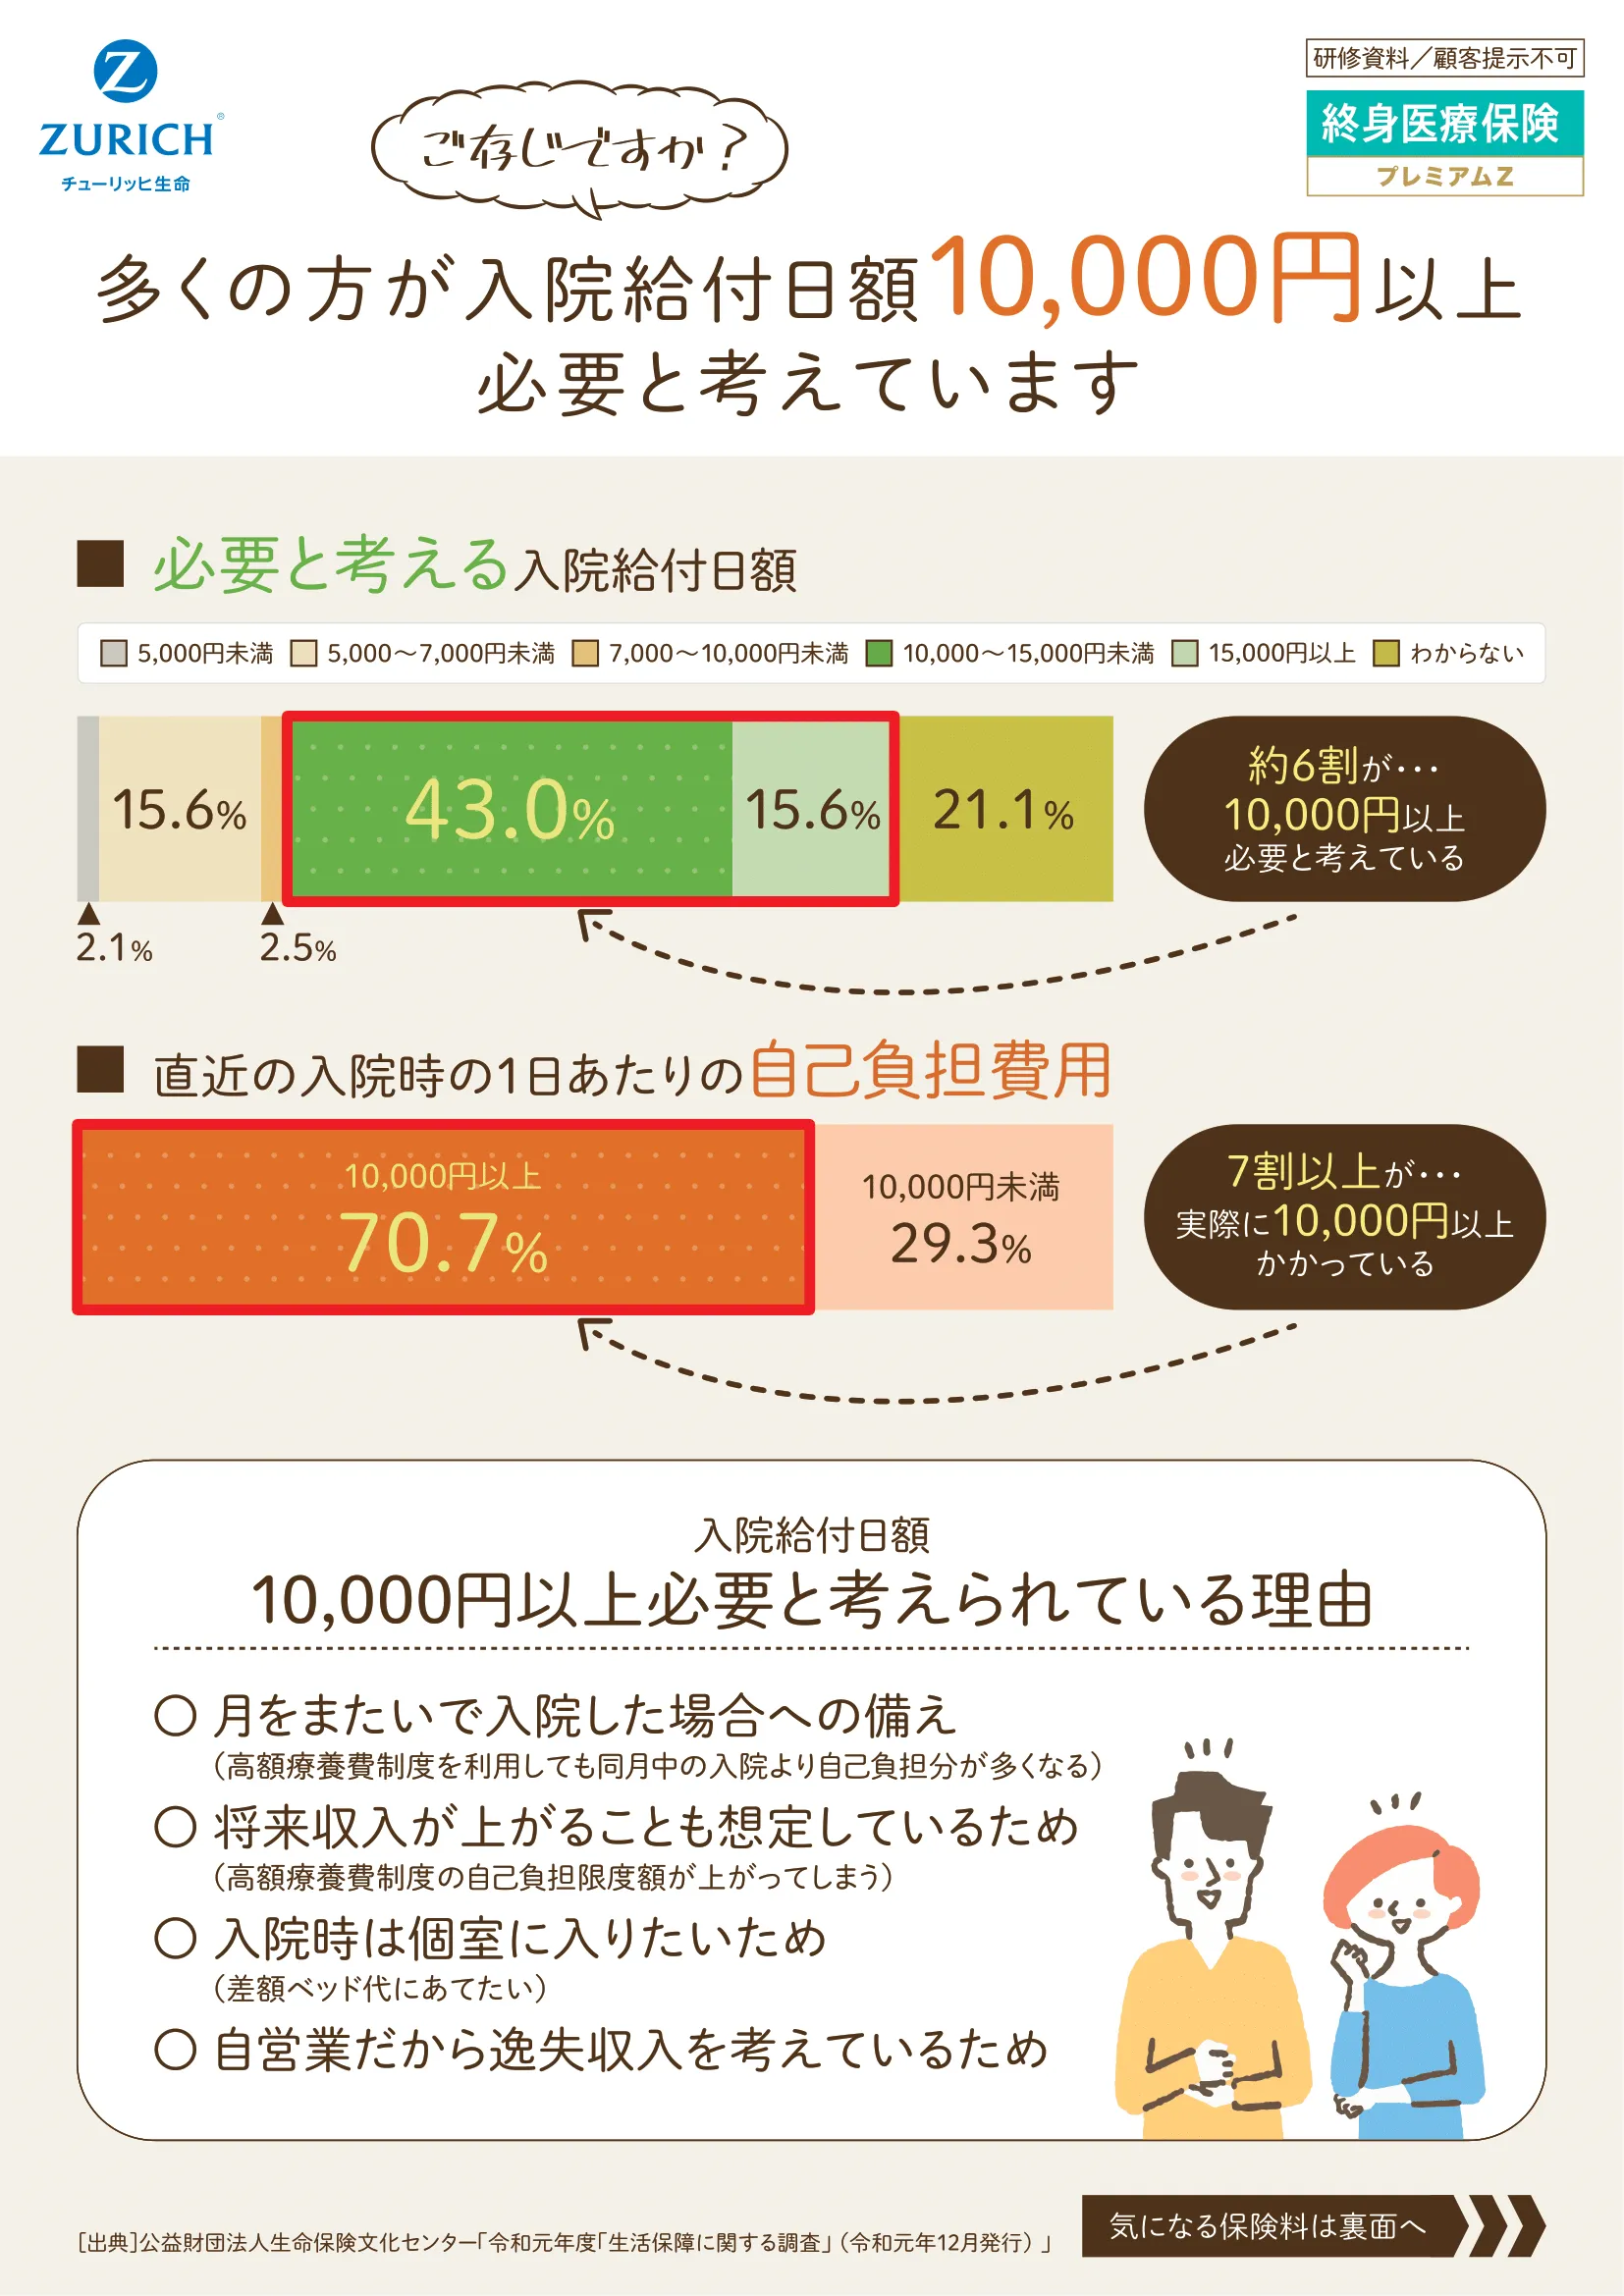 ZURICH®
チューリッヒ生命
研修資料／顧客提示不可
終身医療保険
プレミアムZ
ご存じですか？
多くの方が入院給付日額10,000円以上
必要と考えています
■ 必要と考える入院給付日額
5,000円未満 5,000～7,000円未満 7,000～10,000円未満 10,000～15,000円未満 15,000円以上 わからない
15.6% 43.0% 15.6% 21.1%
▲ ▲
2.1% 2.5%
約6割が･･･
10,000円以上
必要と考えている
■ 直近の入院時の1日あたりの自己負担費用
10,000円以上
70.7%
10,000円未満
29.3%
7割以上が･･･
実際に10,000円以上
かかっている
入院給付日額
10,000円以上必要と考えられている理由
○ 月をまたいで入院した場合への備え
（高額療養費制度を利用しても同月中の入院より自己負担分が多くなる）
○ 将来収入が上がることも想定しているため
（高額療養費制度の自己負担限度額が上がってしまう）
○ 入院時は個室に入りたいため
（差額ベッド代にあてたい）
○ 自営業だから逸失収入を考えているため
［出典］公益財団法人生命保険文化センター「令和元年度「生活保障に関する調査」（令和元年12月発行）」
気になる保険料は裏面へ